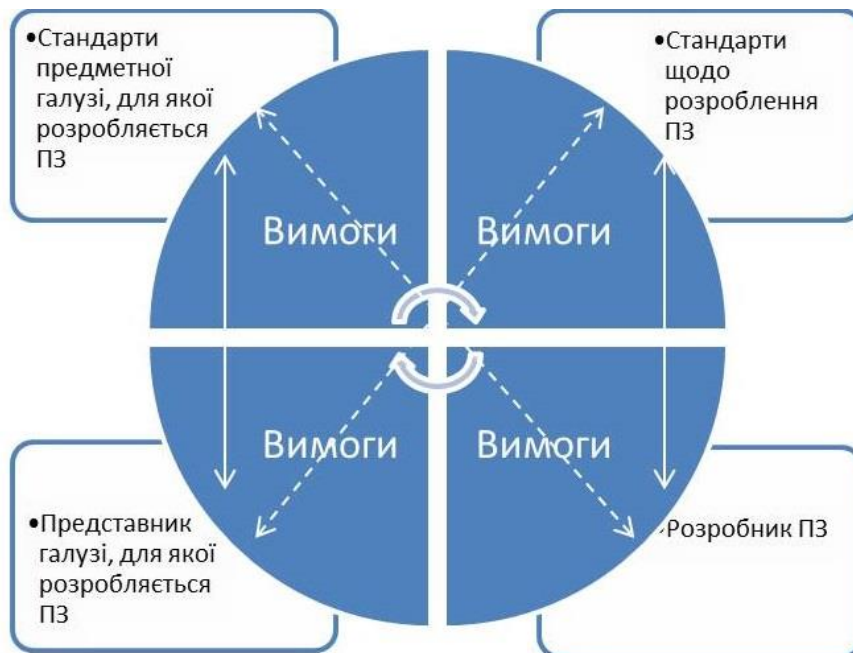 •Стандарти
предметної
галузі, для якої
розробляється
ПЗ
•Стандарти
щодо
розроблення
ПЗ
Вимоги
Вимоги
Вимоги
Вимоги
•Представник
галузі, для якої
розробляється
ПЗ
•Розробник ПЗ